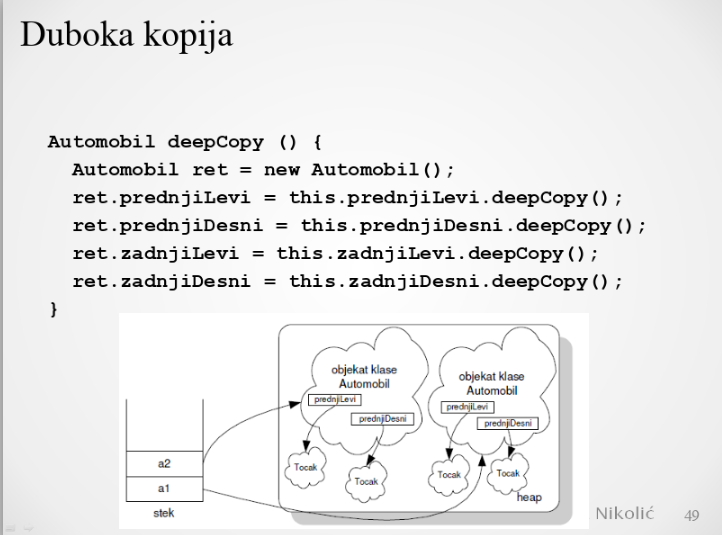 Duboka kopija
Automobil deepCopy () {
Automobil ret = new Automobil();
ret.prednjiLevi = this.prednjiLevi.deepCopy();
ret.prednjiDesni = this.prednjiDesni.deepCopy();
ret.zadnjiLevi = this.zadnjiLevi.deepCopy();
ret.zadnjiDesni = this.zadnjiDesni.deepCopy();
}
objekat klase
Automobil
prednjiLevi
prednjiDesni
Tocak
Tocak
objekat klase
Automobil
prednjiLevi
prednjiDesni
Tocak
Tocak
heap
a2
a1
stek
Nikolić 49